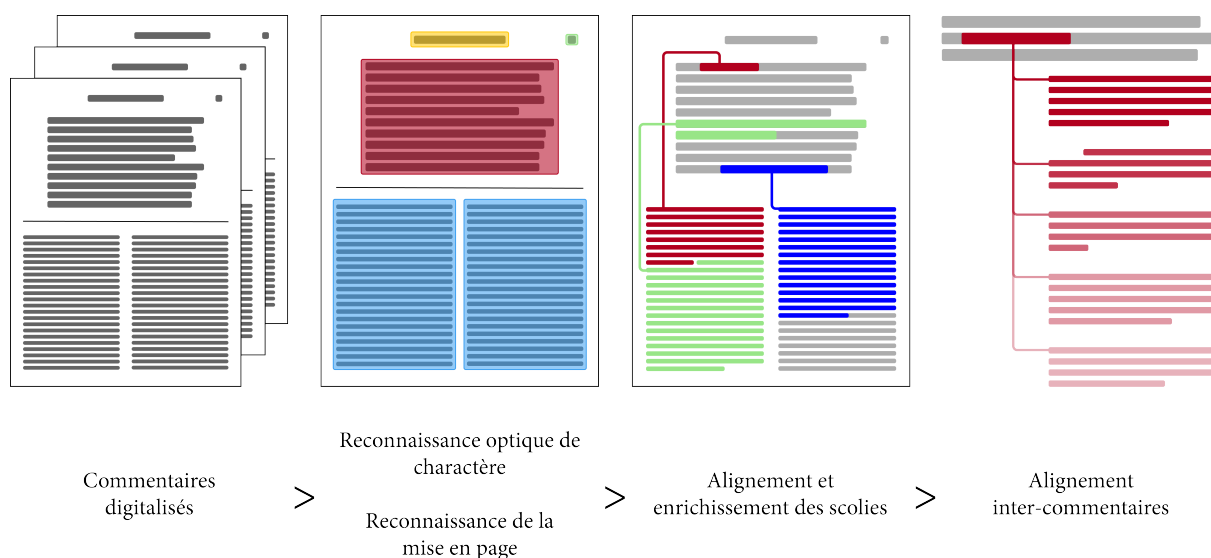 Commentaires
digitalisés
>
Reconnaissance optique de
charactère
Reconnaissance de la
mise en page
>
Alignement et
enrichissement des scolies
>
Alignement
inter-commentaires